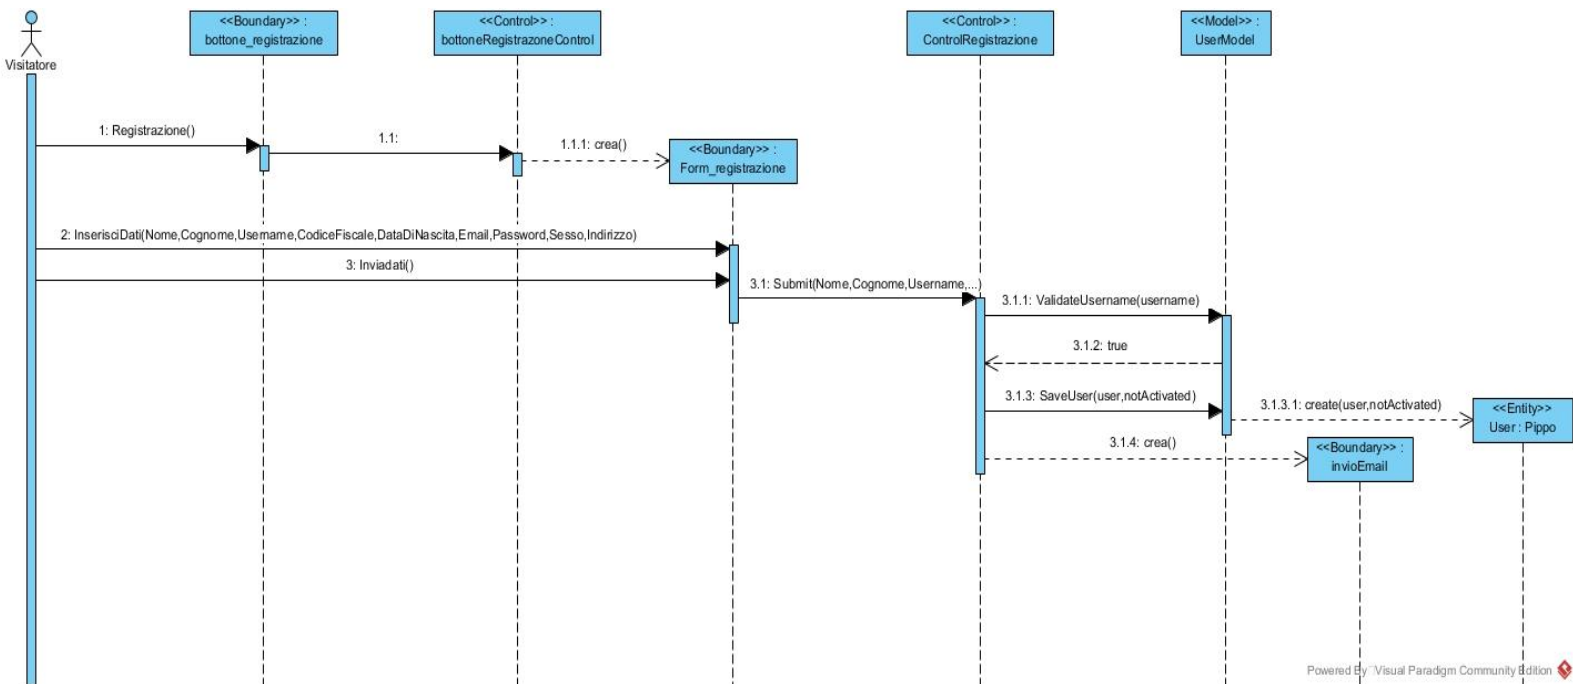 <<Boundary>> :
bottone_registrazione
<<Control>> :
bottoneRegistrazoneControl
<<Control>> :
ControlRegistrazione
<<Model>> :
UserModel
Visitatore
1: Registrazione()
1.1:
1.1.1: crea()
<<Boundary>> :
Form_registrazione
2: InserisciDati(Nome,Cognome,Username,CodiceFiscale,DataDiNascita,Email,Password,Sesso,Indirizzo)
3: Inviadati()
3.1: Submit(Nome,Cognome,Username,...)
3.1.1: ValidateUsername(username)
3.1.2: true
3.1.3: SaveUser(user,notActivated)
3.1.3.1: create(user,notActivated)
<<Entity>>
User : Pippo
3.1.4: crea()
<<Boundary>> :
invioEmail
Powered By Visual Paradigm Community Edition